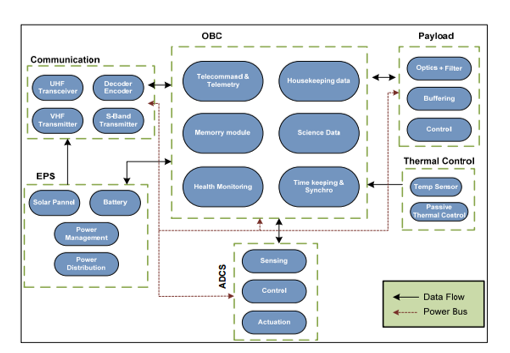 OBC
Payload
Communication
UHF
Transceiver
Decoder
Encoder
VHF
Transmitter
S-Band
Transmitter
Telecommasd &
Telemetry
Housekeeping data
Memorry module
Science Data
Health Monitoring
Time keeping &
Synchro
Optics + Filter
Buffering
Control
EPS
Solar Pannel
Battery
Power
Management
Power
Distribution
Thermal Control
Temp Sensor
Passive
Thermal Control
ADCS
Sensing
Control
Actuation
Data Flow
Power Bus